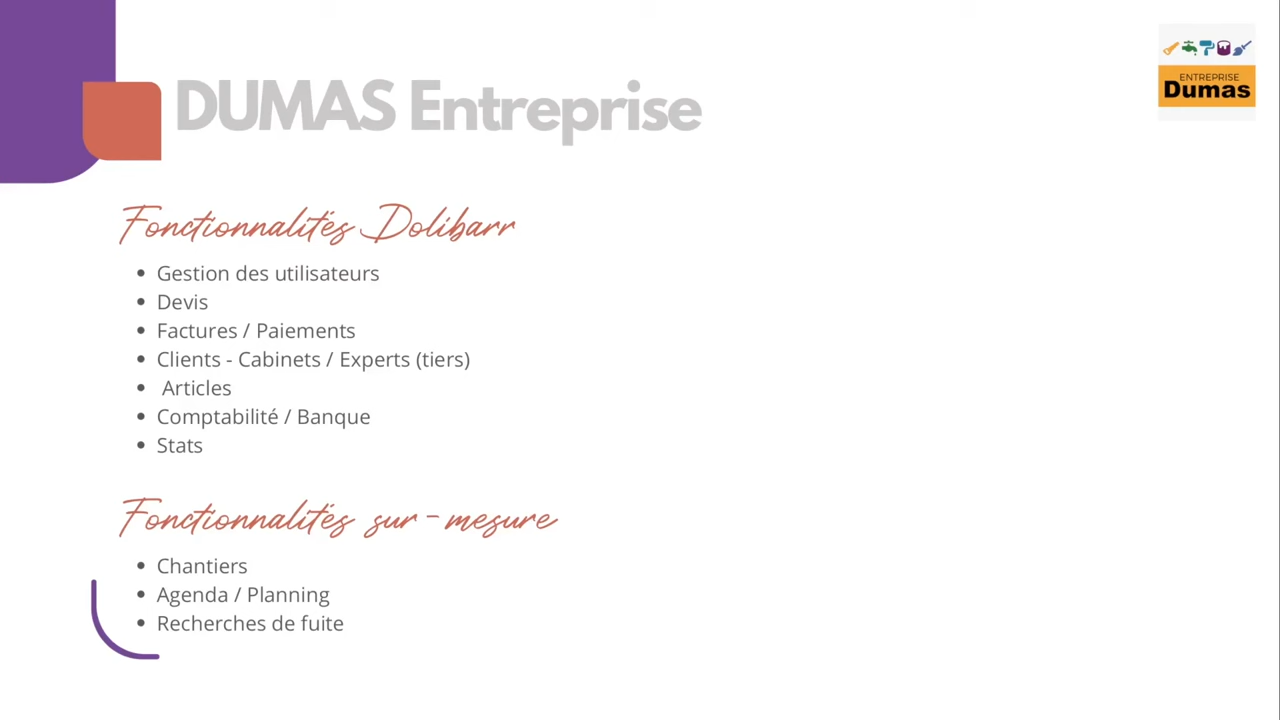 DUMAS Entreprise
ENTREPRISE
Dumas
Fonctionnalités Dolibarr
• Gestion des utilisateurs
• Devis
• Factures / Paiements
• Clients - Cabinets / Experts (tiers)
• Articles
• Comptabilité / Banque
• Stats
Fonctionnalités sur-mesure
• Chantiers
• Agenda / Planning
• Recherches de fuite